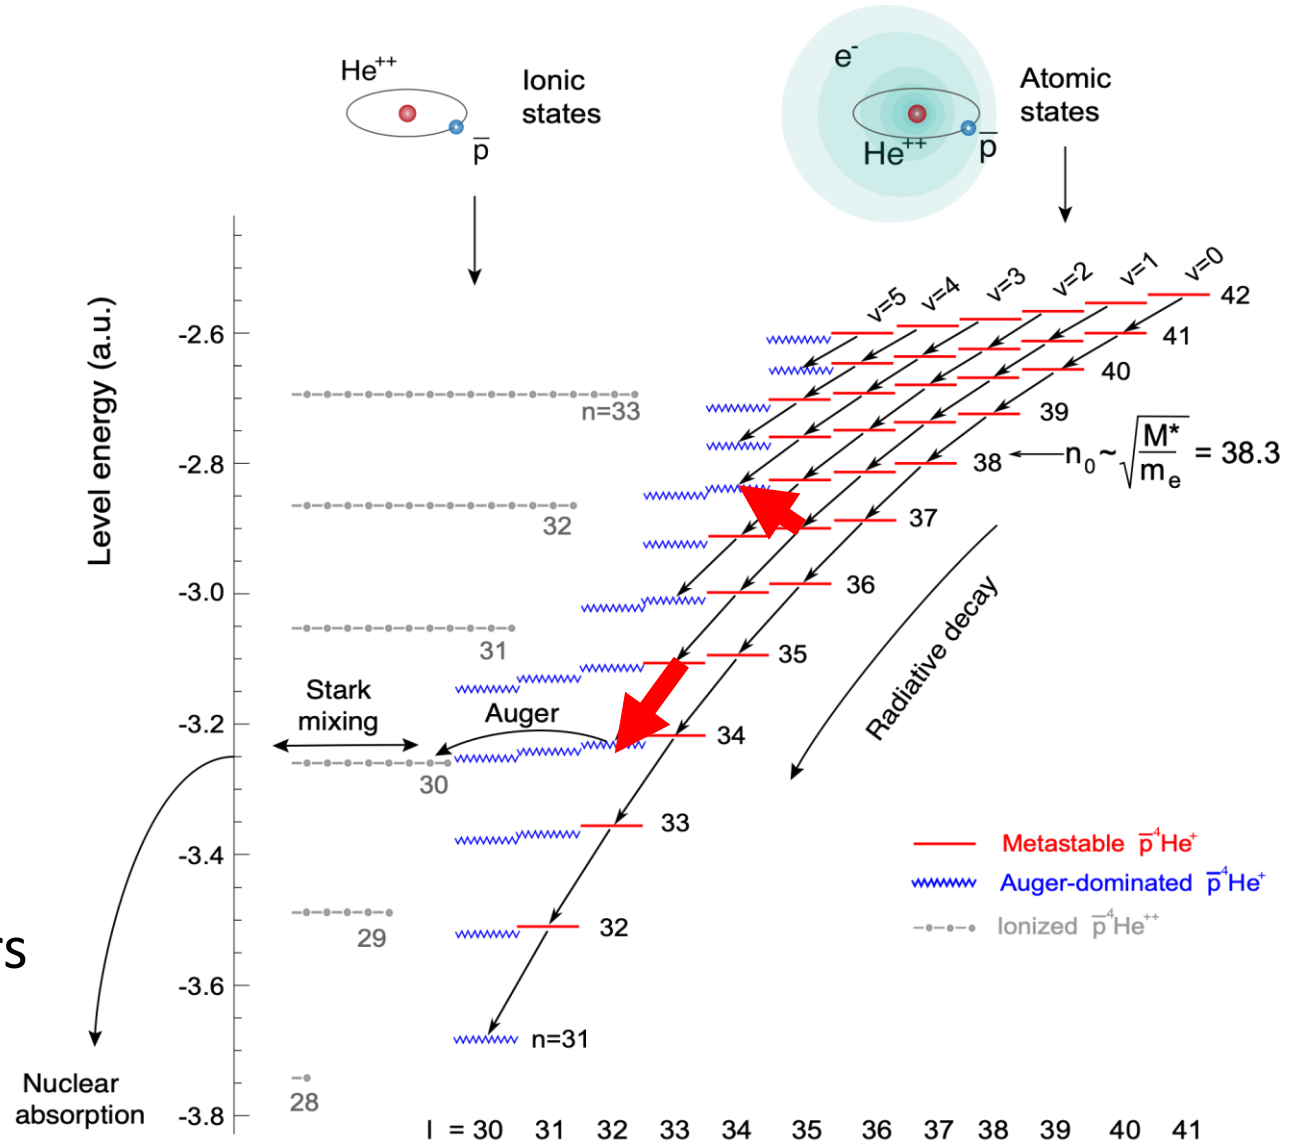 He++
p̅
Ionic
states
e-
He++
p̅
Atomic
states
Level energy (a.u.)
-2.6
-2.8
-3.0
-3.2
-3.4
-3.6
-3.8
v=5
v=4
v=3
v=2
v=1
v=0
42
41
40
39
38
37
36
35
34
33
32
n=31
n₀~√(M*/mₑ) = 38.3
n=33
32
31
30
29
28
Stark
mixing
Auger
Radiative decay
Metastable p̅⁴He⁺
Auger-dominated p̅⁴He⁺
Ionized p̅⁴He⁺⁺
rs
Nuclear
absorption
l = 30 31 32 33 34 35 36 37 38 39 40 41